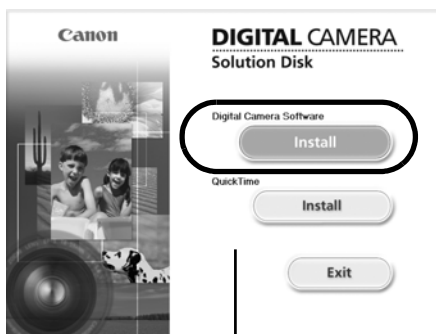 Canon
DIGITAL CAMERA
Solution Disk
Digital Camera Software
Install
QuickTime
Install
Exit